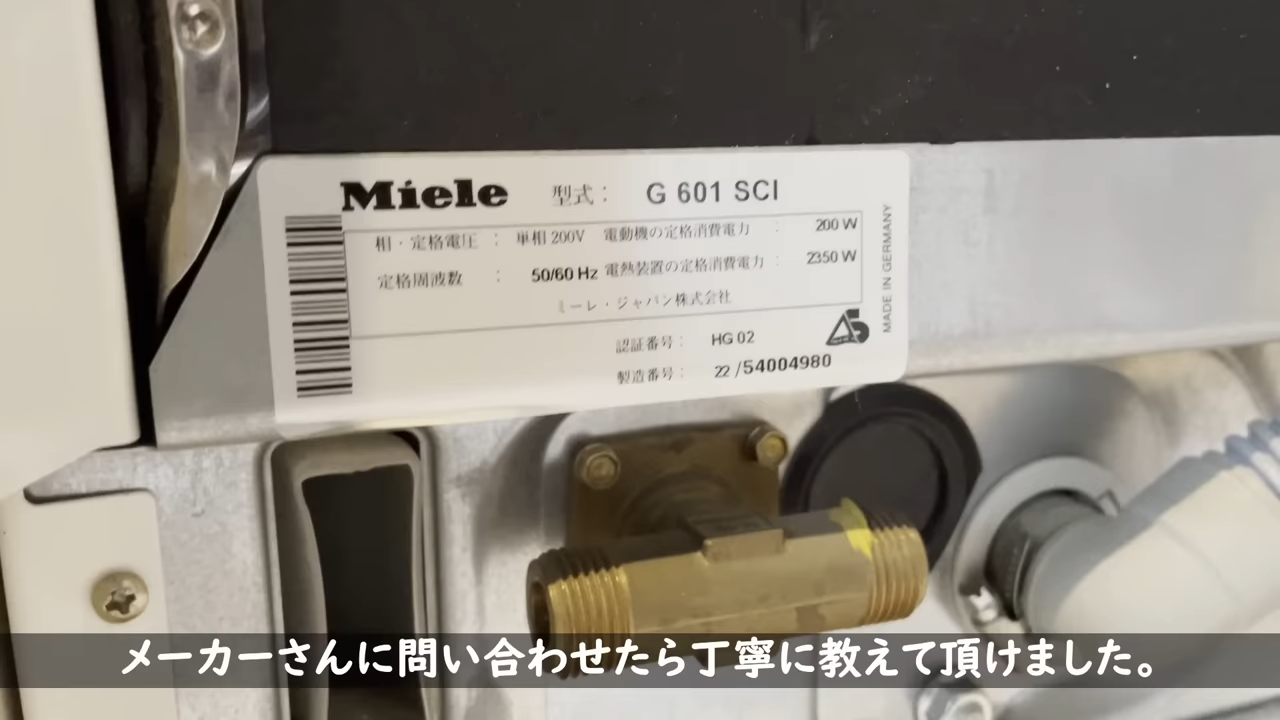 Miele 型式： G 601 SCI
相・定格電圧 ： 単相 200V 電動機の定格消費電力 ： 200 W
定格周波数 ： 50/60 Hz 電熱装置の定格消費電力 ： 2350 W
ミーレ・ジャパン株式会社
認証番号： HG 02
製造番号： 22 /54004980
MADE IN GERMANY
メーカーさんに問い合わせたら丁寧に教えて頂けました。